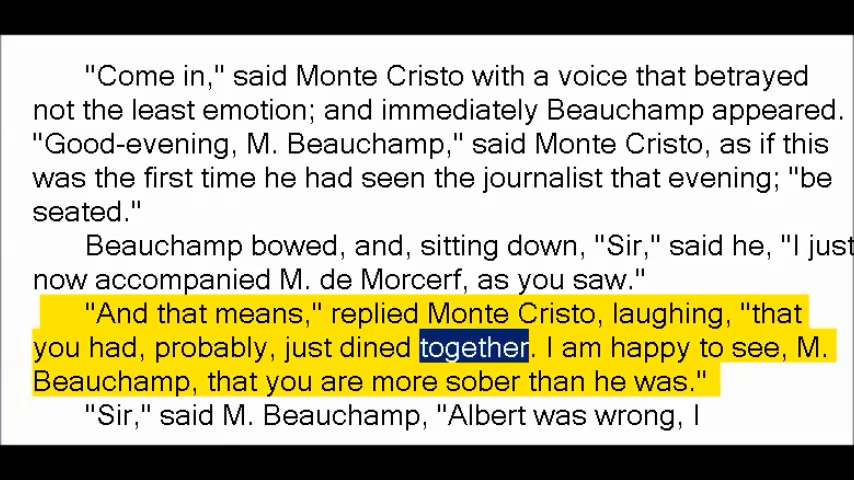 "Come in," said Monte Cristo with a voice that betrayed
not the least emotion; and immediately Beauchamp appeared.
"Good-evening, M. Beauchamp," said Monte Cristo, as if this
was the first time he had seen the journalist that evening; "be
seated."
Beauchamp bowed, and, sitting down, "Sir," said he, "I just
now accompanied M. de Morcerf, as you saw."
"And that means," replied Monte Cristo, laughing, "that
you had, probably, just dined together. I am happy to see, M.
Beauchamp, that you are more sober than he was."
"Sir," said M. Beauchamp, "Albert was wrong, I